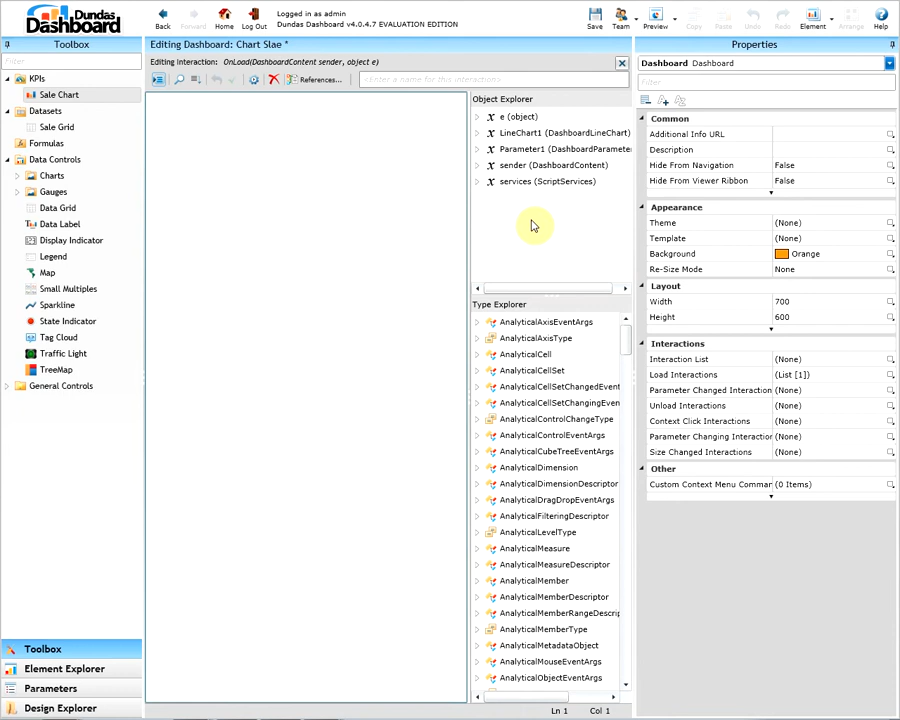 Dundas
Dashboard
Back
Forward
Home
Log Out
Logged in as admin
Dundas Dashboard v4.0.4.7 EVALUATION EDITION
Save
Team
Preview
Copy
Paste
Undo
Redo
Element
Arrange
Help
Toolbox
Filter
KPIs
Sale Chart
Datasets
Sale Grid
Formulas
Data Controls
Charts
Gauges
Data Grid
Data Label
Display Indicator
Legend
Map
Small Multiples
Sparkline
State Indicator
Tag Cloud
Traffic Light
TreeMap
General Controls
Toolbox
Element Explorer
Parameters
Design Explorer
Editing Dashboard: Chart Slae *
Editing Interaction: OnLoad(DashboardContent sender, object e)
References...
<Enter a name for this interaction>
Object Explorer
e (object)
LineChart1 (DashboardLineChart)
Parameter1 (DashboardParamete
sender (DashboardContent)
services (ScriptServices)
Type Explorer
AnalyticalAxisEventArgs
AnalyticalAxisType
AnalyticalCell
AnalyticalCellSet
AnalyticalCellSetChangedEvent
AnalyticalCellSetChangingEven
AnalyticalControlChangeType
AnalyticalControlEventArgs
AnalyticalCubeTreeEventArgs
AnalyticalDimension
AnalyticalDimensionDescriptor
AnalyticalDragDropEventArgs
AnalyticalFilteringDescriptor
AnalyticalLevelType
AnalyticalMeasure
AnalyticalMeasureDescriptor
AnalyticalMember
AnalyticalMemberDescriptor
AnalyticalMemberRangeDescrip
AnalyticalMemberType
AnalyticalMetadataObject
AnalyticalMouseEventArgs
AnalyticalObjectEventArgs
Ln 1
Col 1
Properties
Dashboard Dashboard
Filter
Common
Additional Info URL
Description
Hide From Navigation False
Hide From Viewer Ribbon False
Appearance
Theme (None)
Template (None)
Background Orange
Re-Size Mode None
Layout
Width 700
Height 600
Interactions
Interaction List (None)
Load Interactions (List [1])
Parameter Changed Interaction (None)
Unload Interactions (None)
Context Click Interactions (None)
Parameter Changing Interactior (None)
Size Changed Interactions (None)
Other
Custom Context Menu Commar (0 Items)